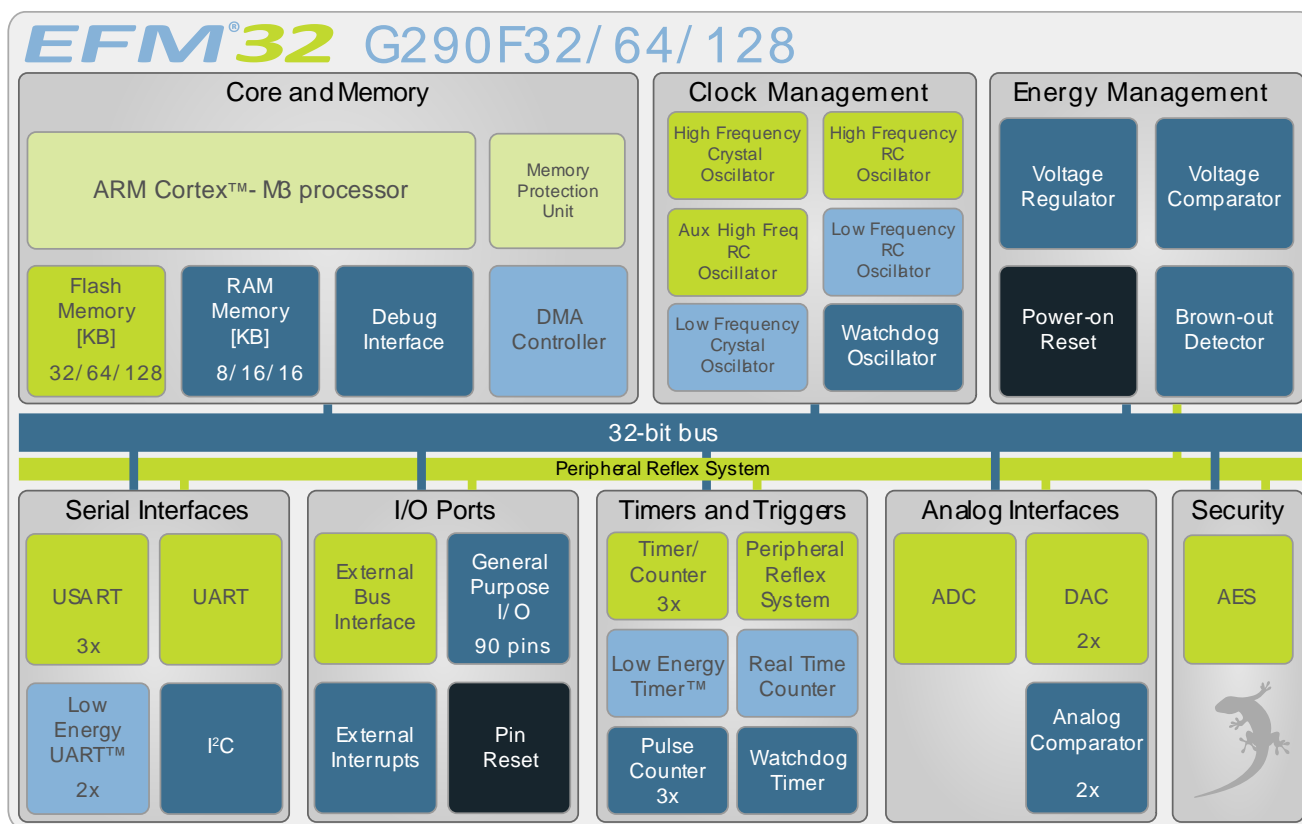 EFM®32 G290F32/64/128
Core and Memory
ARM Cortex™-M3 processor
Memory
Protection
Unit
Flash
Memory
[KB]
32/64/128
RAM
Memory
[KB]
8/16/16
Debug
Interface
DMA
Controller
Clock Management
High Frequency
Crystal
Oscillator
High Frequency
RC
Oscillator
Aux High Freq
RC
Oscillator
Low Frequency
RC
Oscillator
Low Frequency
Crystal
Oscillator
Watchdog
Oscillator
Energy Management
Voltage
Regulator
Voltage
Comparator
Power-on
Reset
Brown-out
Detector
32-bit bus
Peripheral Reflex System
Serial Interfaces
USART
3x
UART
Low
Energy
UART™
2x
I²C
I/O Ports
External
Bus
Interface
General
Purpose
I/O
90 pins
External
Interrupts
Pin
Reset
Timers and Triggers
Timer/
Counter
3x
Peripheral
Reflex
System
Low Energy
Timer™
Real Time
Counter
Pulse
Counter
3x
Watchdog
Timer
Analog Interfaces
ADC
DAC
2x
Analog
Comparator
2x
Security
AES